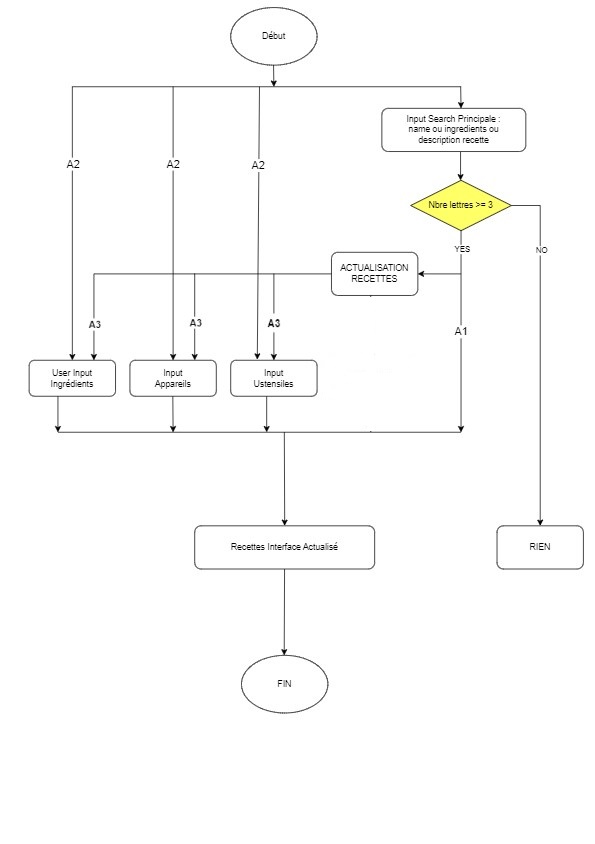 Début
Input Search Principale :
name ou ingredients ou
description recette
A2
A2
A2
Nbre lettres >= 3
YES
NO
ACTUALISATION
RECETTES
A3
A3
A3
A1
User Input
Ingrédients
Input
Appareils
Input
Ustensiles
Recettes Interface Actualisé
RIEN
FIN